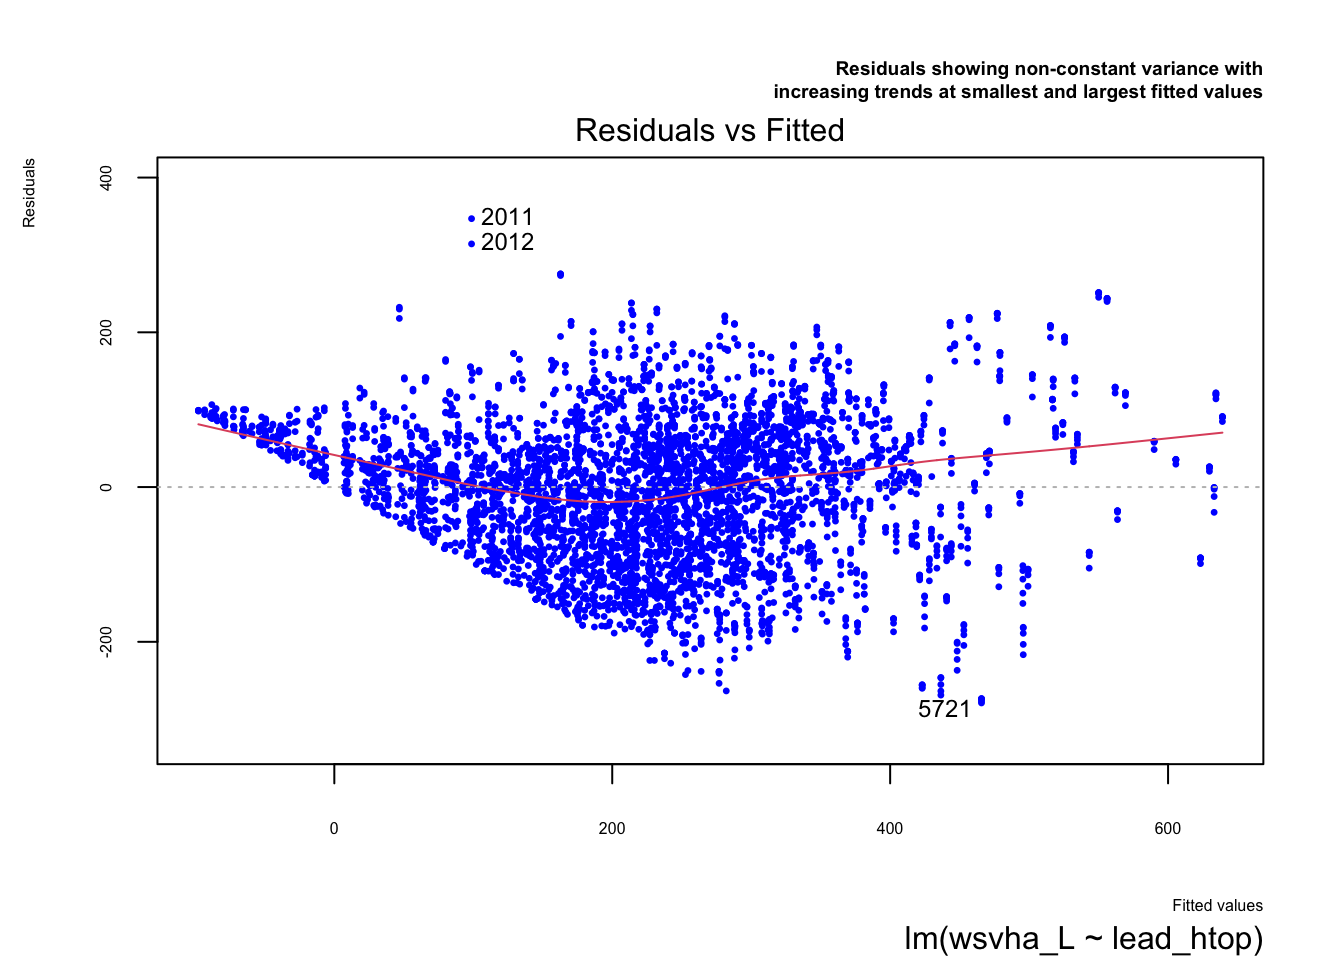 Residuals showing non-constant variance with
increasing trends at smallest and largest fitted values
Residuals vs Fitted
Residuals
400
200
0
-200
2011
2012
5721
0 200 400 600
Fitted values
lm(wsvha_L ~ lead_htop)